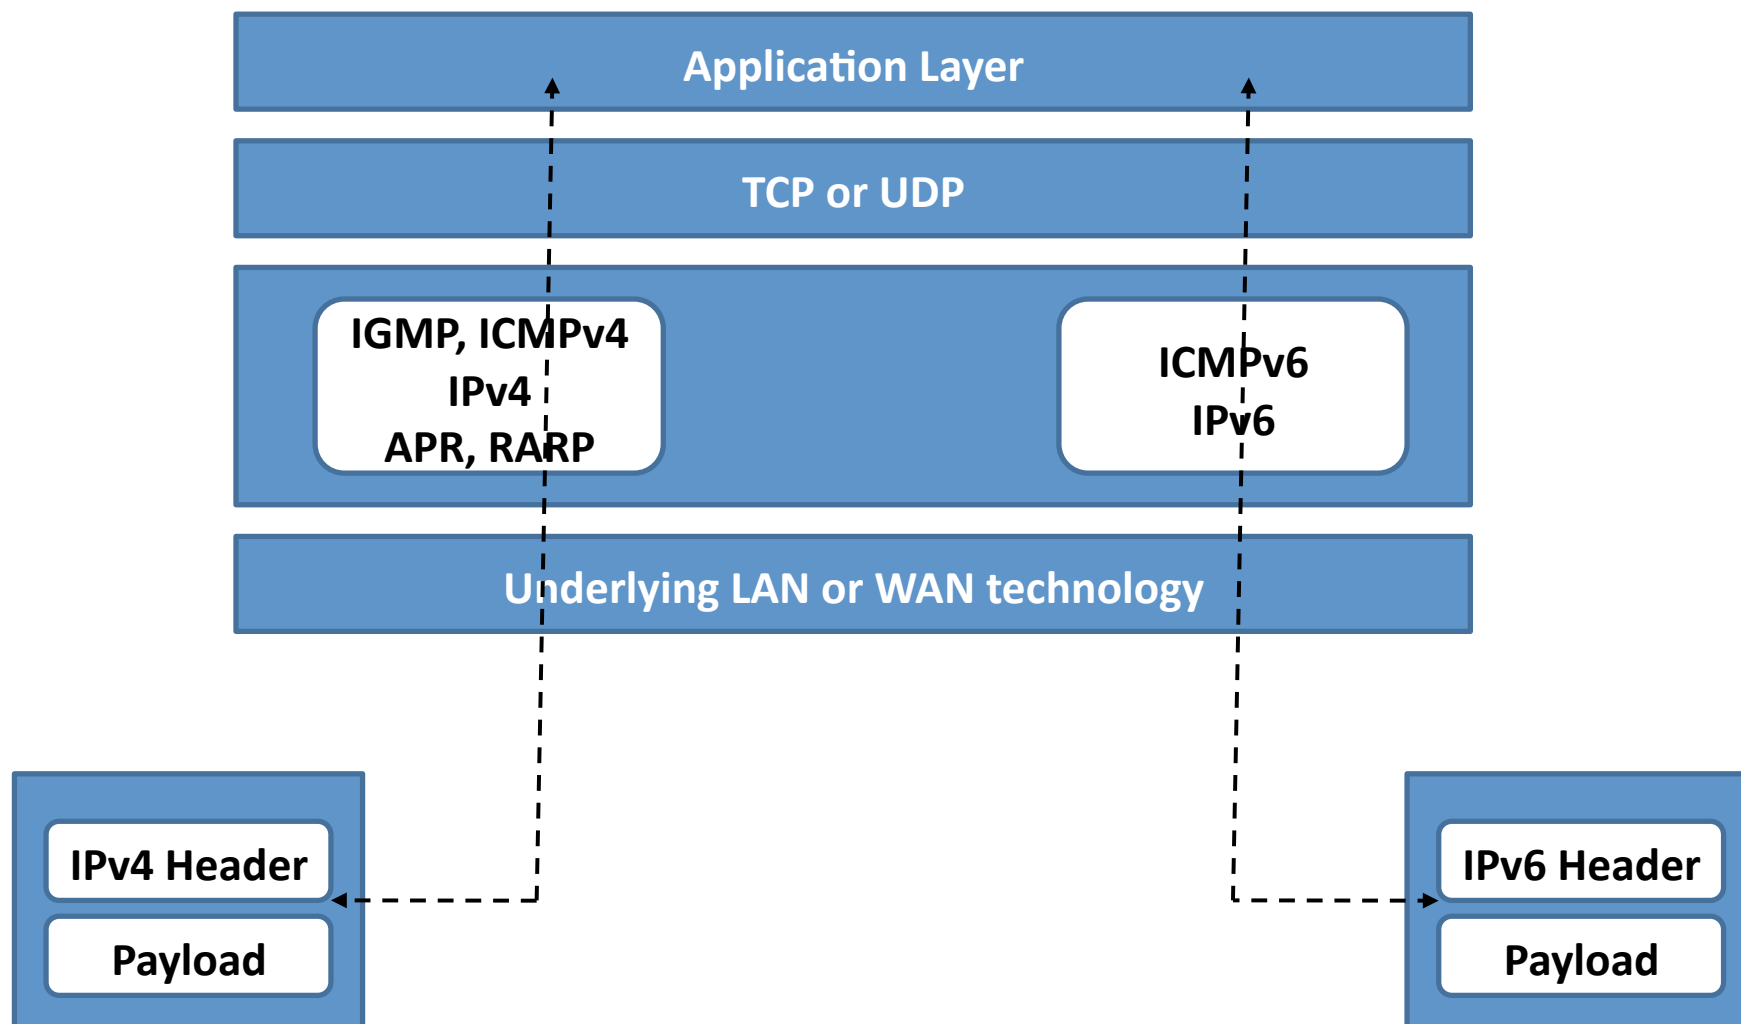 Application Layer
TCP or UDP
IGMP, ICMPv4
IPv4
APR, RARP
ICMPv6
IPv6
Underlying LAN or WAN technology
IPv4 Header
Payload
IPv6 Header
Payload